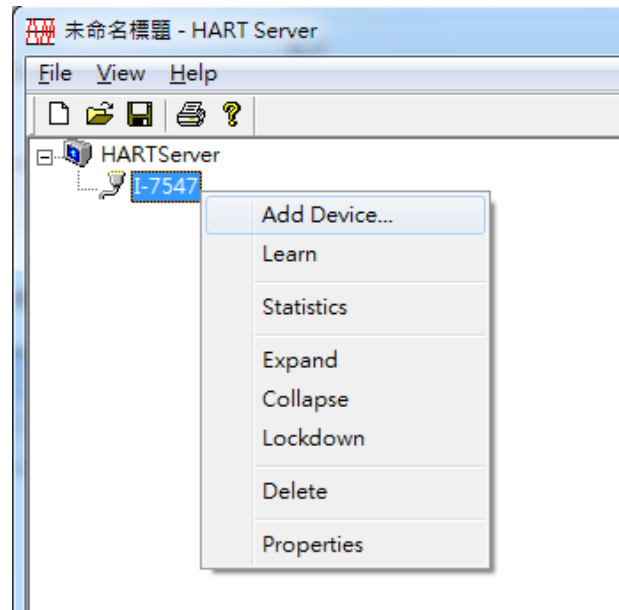 未命名標題 - HART Server
File View Help
HARTServer
I-7547
Add Device...
Learn
Statistics
Expand
Collapse
Lockdown
Delete
Properties